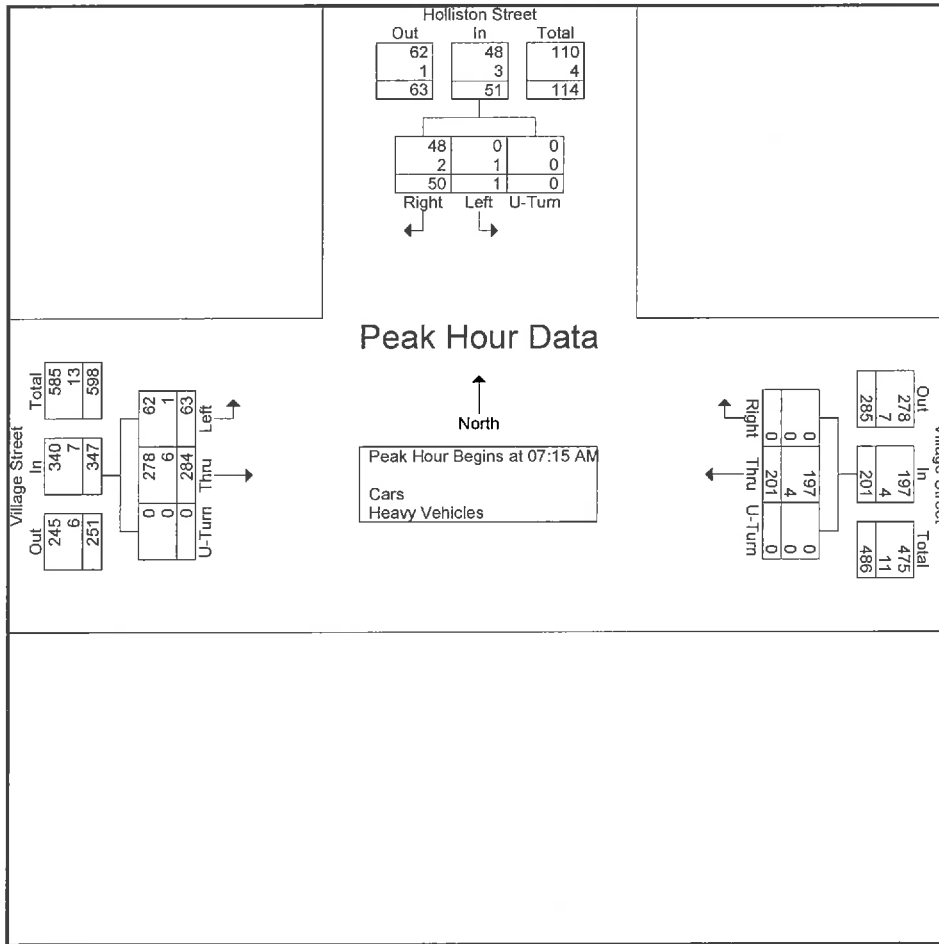 Holliston Street
Out In Total
62 48 110
1 3 4
63 51 114
48 0 0
2 1 0
50 1 0
Right Left U-Turn
Peak Hour Data
North
Peak Hour Begins at 07:15 AM
Cars
Heavy Vehicles
Village Street
Total In Out
585 340 245
13 7 6
598 347 251
Left Thru U-Turn
62 278 0
1 6 0
63 284 0
Right Thru U-Turn
0 197 0
0 4 0
0 201 0
Village Street
Out In Total
278 197 475
7 4 11
285 201 486